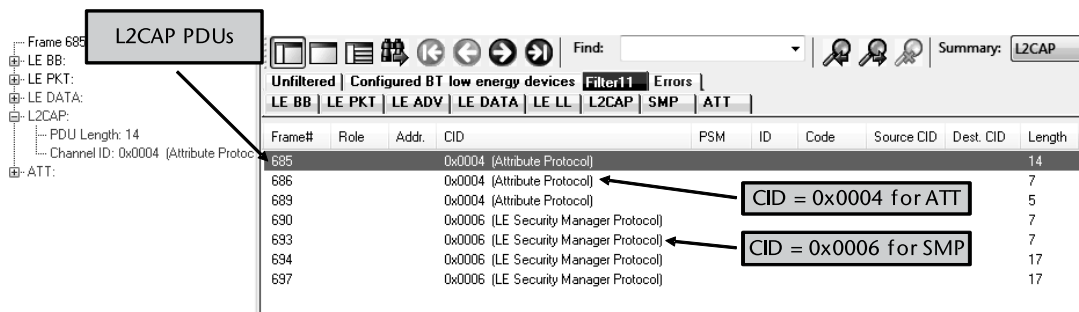 L2CAP PDUs
Frame 685
LE BB:
LE PKT:
LE DATA:
L2CAP:
PDU Length: 14
Channel ID: 0x0004 (Attribute Protoc
ATT:
Find:
Summary: L2CAP
Unfiltered Configured BT low energy devices Filter11 Errors
LE BB LE PKT LE ADV LE DATA LE LL L2CAP SMP ATT
Frame# Role Addr. CID PSM ID Code Source CID Dest. CID Length
685 0x0004 (Attribute Protocol) 14
686 0x0004 (Attribute Protocol) 7
689 0x0004 (Attribute Protocol) 5
690 0x0006 (LE Security Manager Protocol) 7
693 0x0006 (LE Security Manager Protocol) 7
694 0x0006 (LE Security Manager Protocol) 17
697 0x0006 (LE Security Manager Protocol) 17
CID = 0x0004 for ATT
CID = 0x0006 for SMP